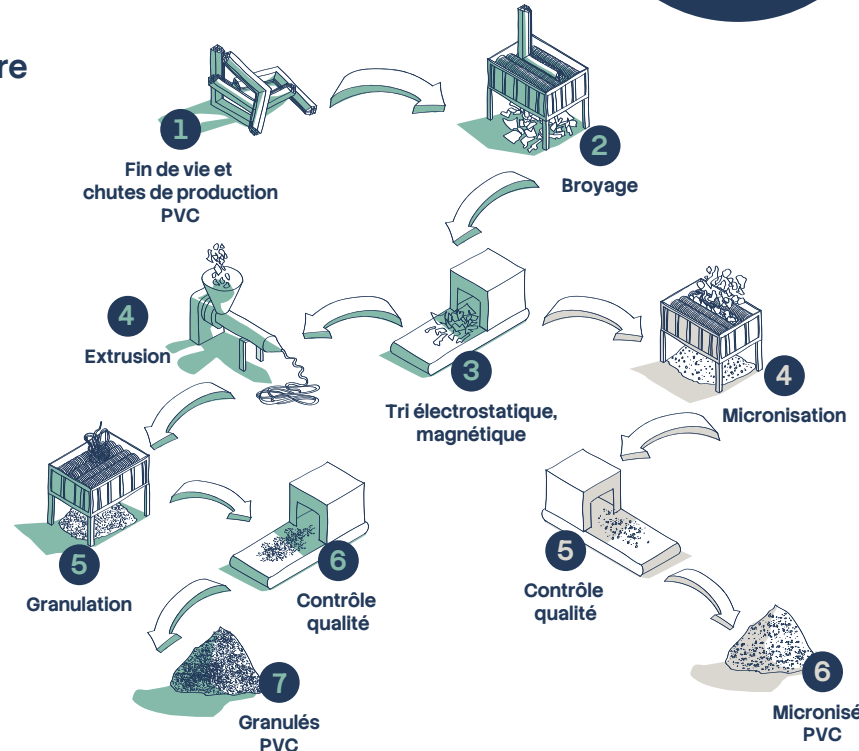 re
1
Fin de vie et
chutes de production
PVC
2
Broyage
3
Tri électrostatique,
magnétique
4
Extrusion
5
Granulation
6
Contrôle
qualité
7
Granulés
PVC
4
Micronisation
5
Contrôle
qualité
6
Micronisé
PVC